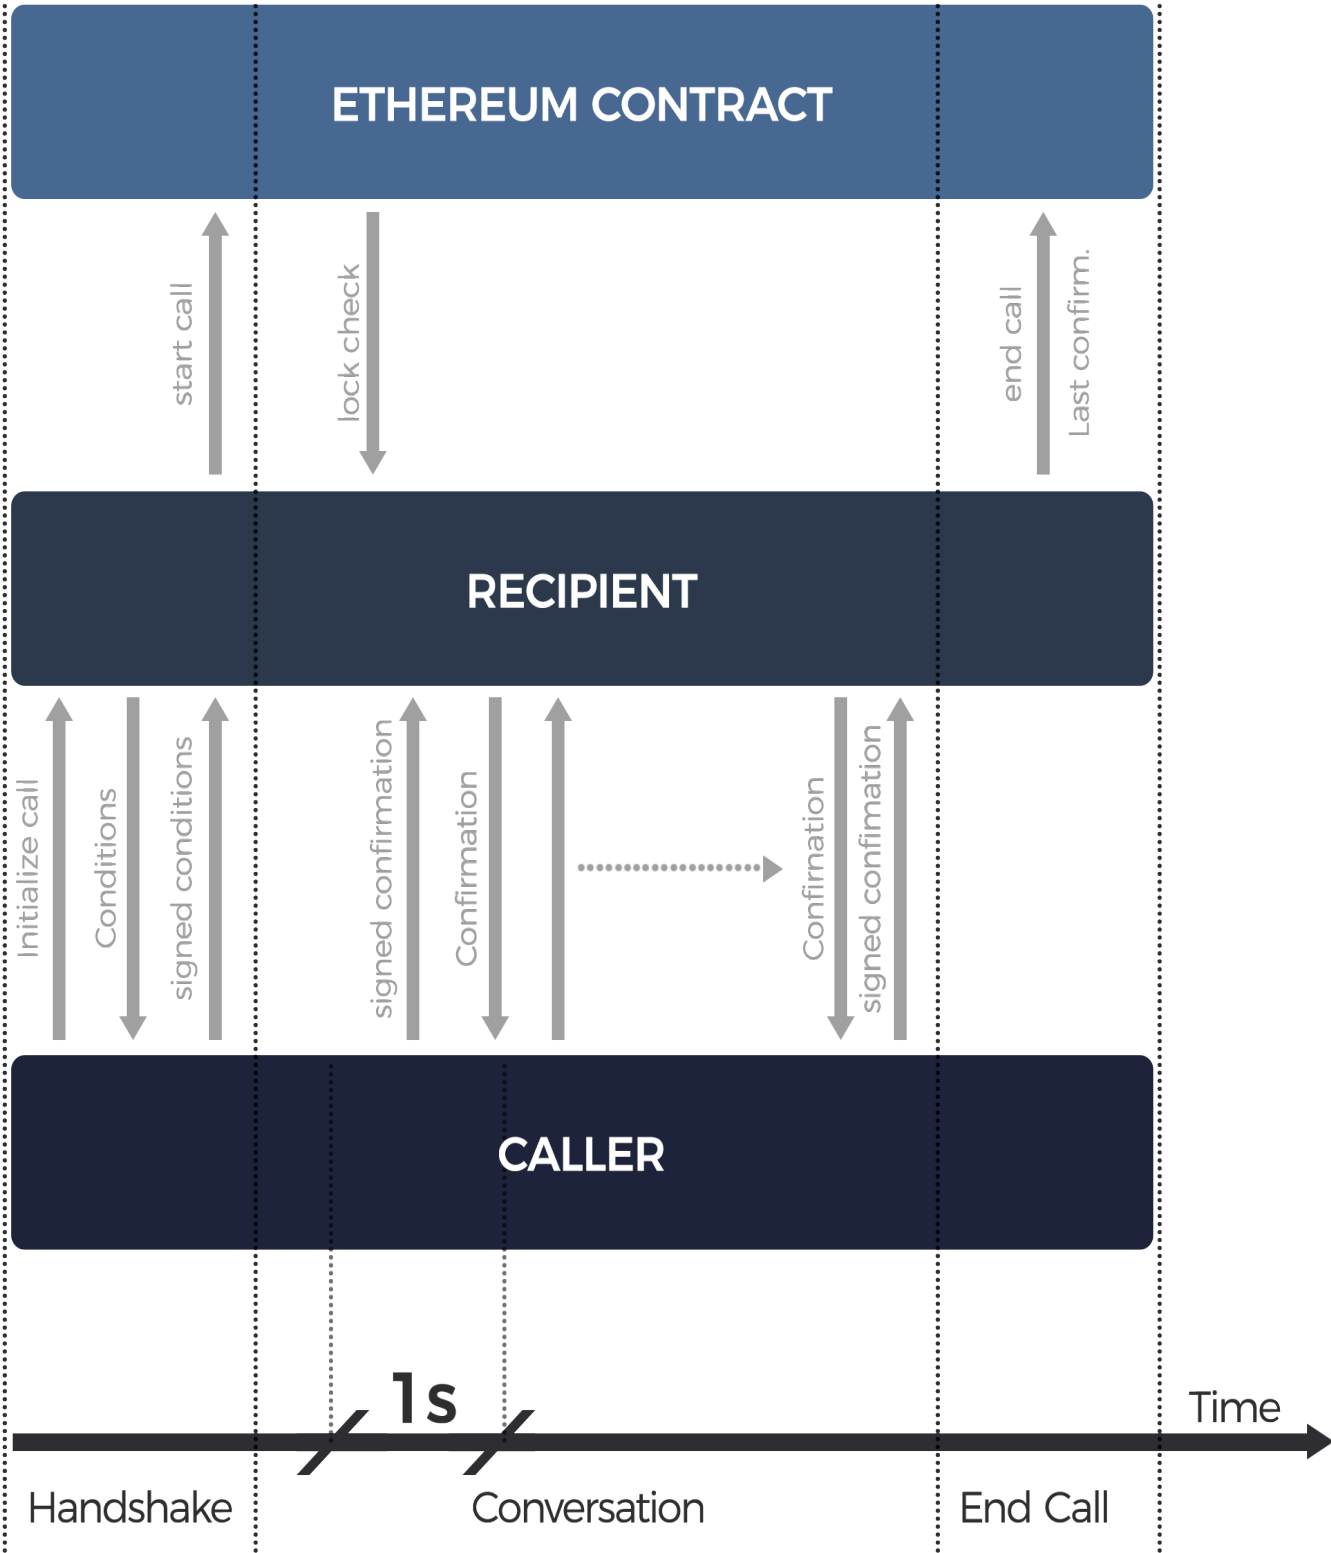 ETHEREUM CONTRACT
start call
lock check
end call
Last confirm.
RECIPIENT
Initialize call
Conditions
signed conditions
signed confirmation
Confirmation
Confirnation
signed confimation
CALLER
1s
Time
Handshake
Conversation
End Call